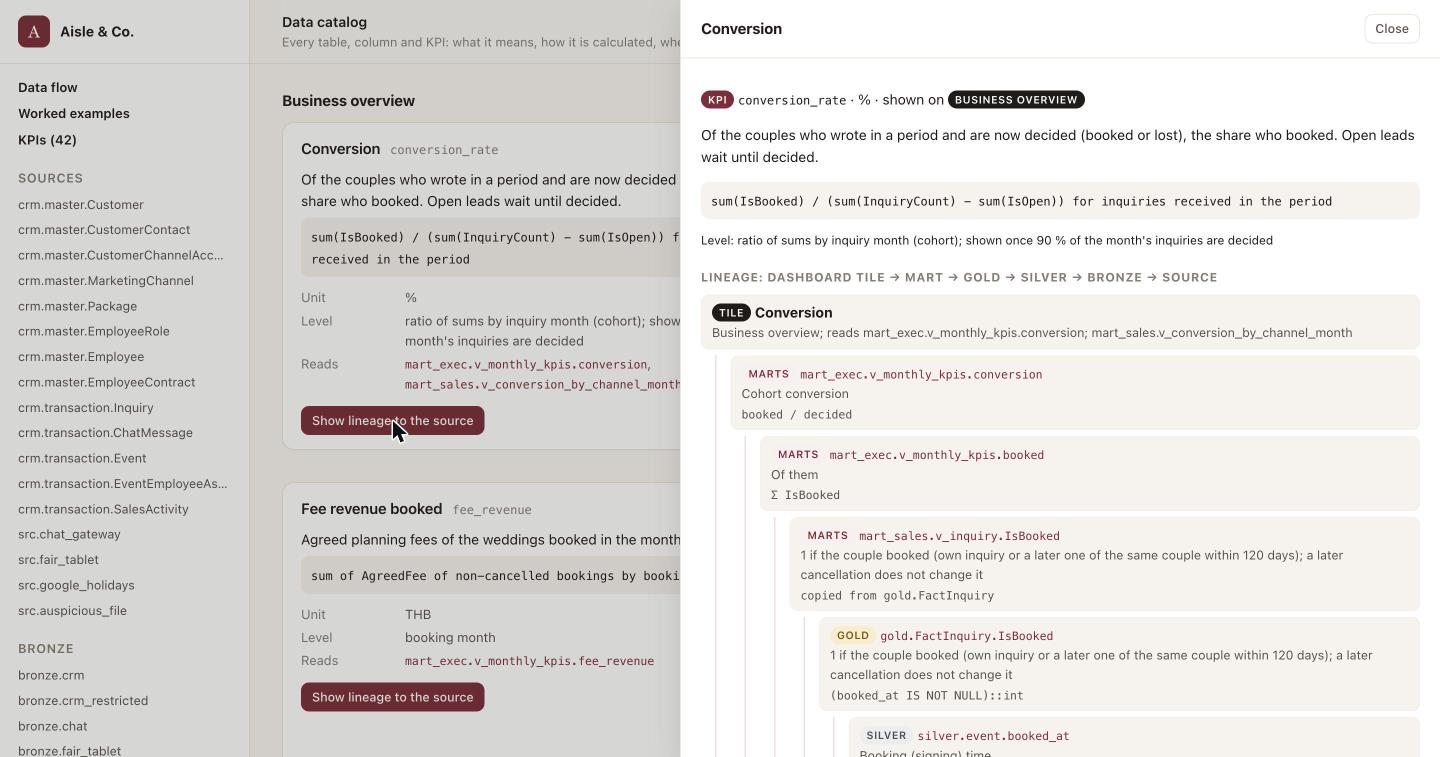 A Aisle & Co.
Data flow
Worked examples
KPIs (42)
SOURCES
crm.master.Customer
crm.master.CustomerContact
crm.master.CustomerChannelAcc...
crm.master.MarketingChannel
crm.master.Package
crm.master.EmployeeRole
crm.master.Employee
crm.master.EmployeeContract
crm.transaction.Inquiry
crm.transaction.ChatMessage
crm.transaction.Event
crm.transaction.EventEmployeeAs...
crm.transaction.SalesActivity
src.chat_gateway
src.fair_tablet
src.google_holidays
src.auspicious_file
BRONZE
bronze.crm
bronze.crm_restricted
bronze.chat
bronze.fair_tablet
Data catalog
Every table, column and KPI: what it means, how it is calculated, whe
Business overview
Conversion conversion_rate
Of the couples who wrote in a period and are now decided
share who booked. Open leads wait until decided.
sum(IsBooked) / (sum(InquiryCount) − sum(IsOpen)) f
received in the period
Unit %
Level ratio of sums by inquiry month (cohort); show
month's inquiries are decided
Reads mart_exec.v_monthly_kpis.conversion,
mart_sales.v_conversion_by_channel_month
Show lineage to the source
Fee revenue booked fee_revenue
Agreed planning fees of the weddings booked in the month
sum of AgreedFee of non-cancelled bookings by booki
Unit THB
Level booking month
Reads mart_exec.v_monthly_kpis.fee_revenue
Show lineage to the source
Conversion
Close
KPI conversion_rate · % · shown on BUSINESS OVERVIEW
Of the couples who wrote in a period and are now decided (booked or lost), the share who booked. Open leads
wait until decided.
sum(IsBooked) / (sum(InquiryCount) − sum(IsOpen)) for inquiries received in the period
Level: ratio of sums by inquiry month (cohort); shown once 90 % of the month's inquiries are decided
LINEAGE: DASHBOARD TILE → MART → GOLD → SILVER → BRONZE → SOURCE
TILE Conversion
Business overview; reads mart_exec.v_monthly_kpis.conversion; mart_sales.v_conversion_by_channel_month
MARTS mart_exec.v_monthly_kpis.conversion
Cohort conversion
booked / decided
MARTS mart_exec.v_monthly_kpis.booked
Of them
Σ IsBooked
MARTS mart_sales.v_inquiry.IsBooked
1 if the couple booked (own inquiry or a later one of the same couple within 120 days); a later
cancellation does not change it
copied from gold.FactInquiry
GOLD gold.FactInquiry.IsBooked
1 if the couple booked (own inquiry or a later one of the same couple within 120 days); a later
cancellation does not change it
(booked_at IS NOT NULL)::int
SILVER silver.event.booked_at
Booking (signing) time